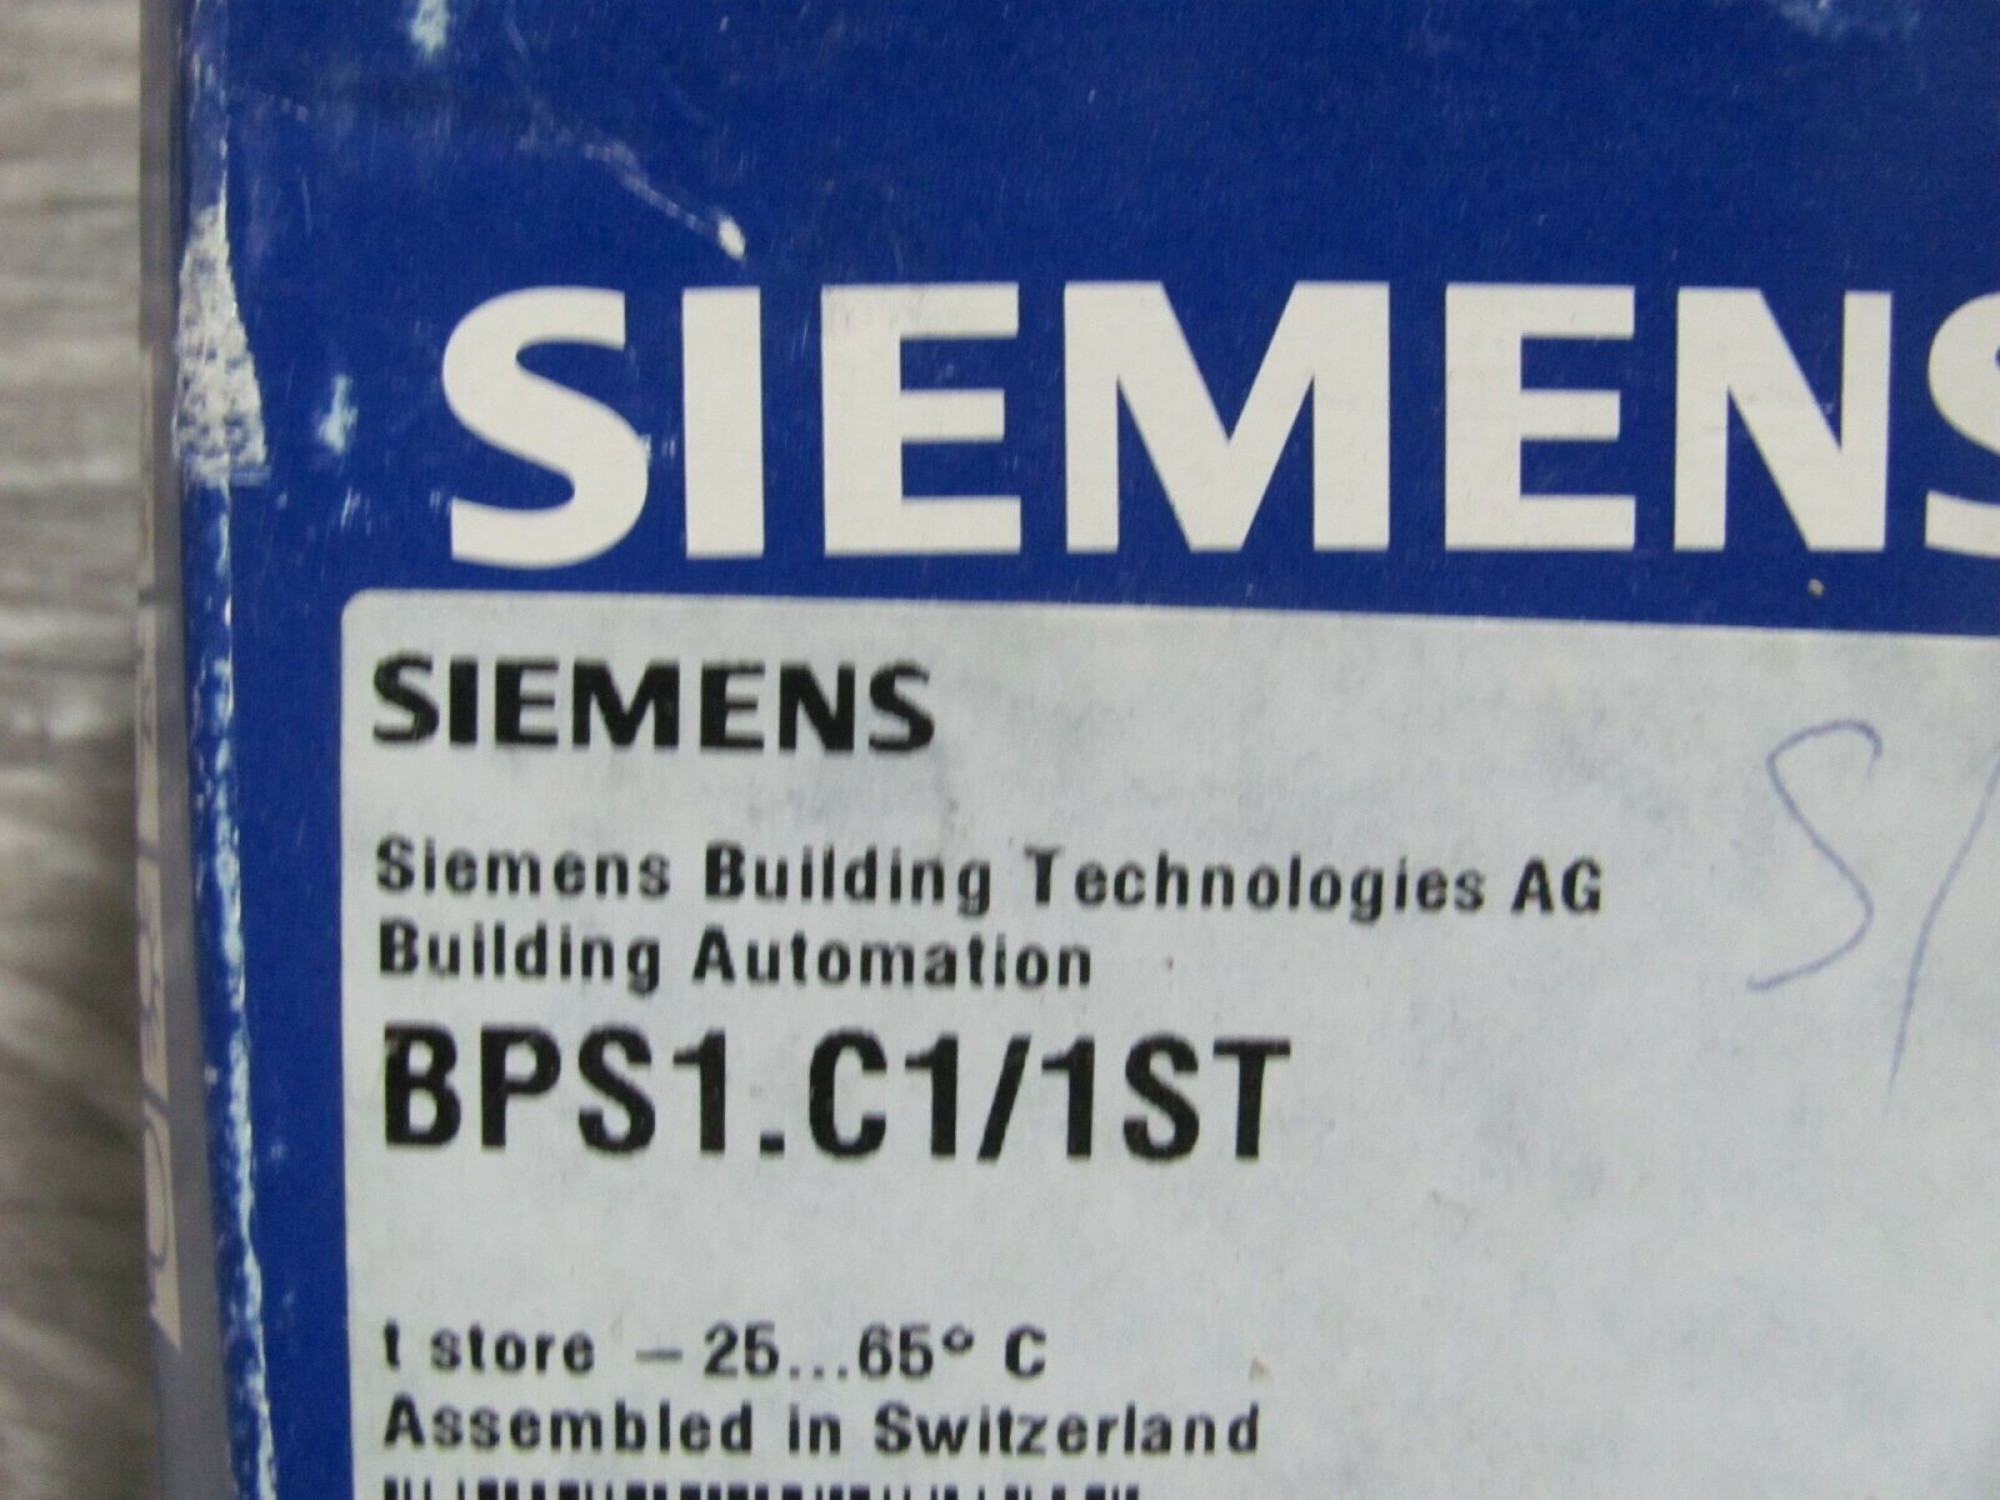 SIEMENS
SIEMENS
Siemens Building Technologies AG
Building Automation
BPS1.C1/1ST
t store – 25...65° C
Assembled in Switzerland